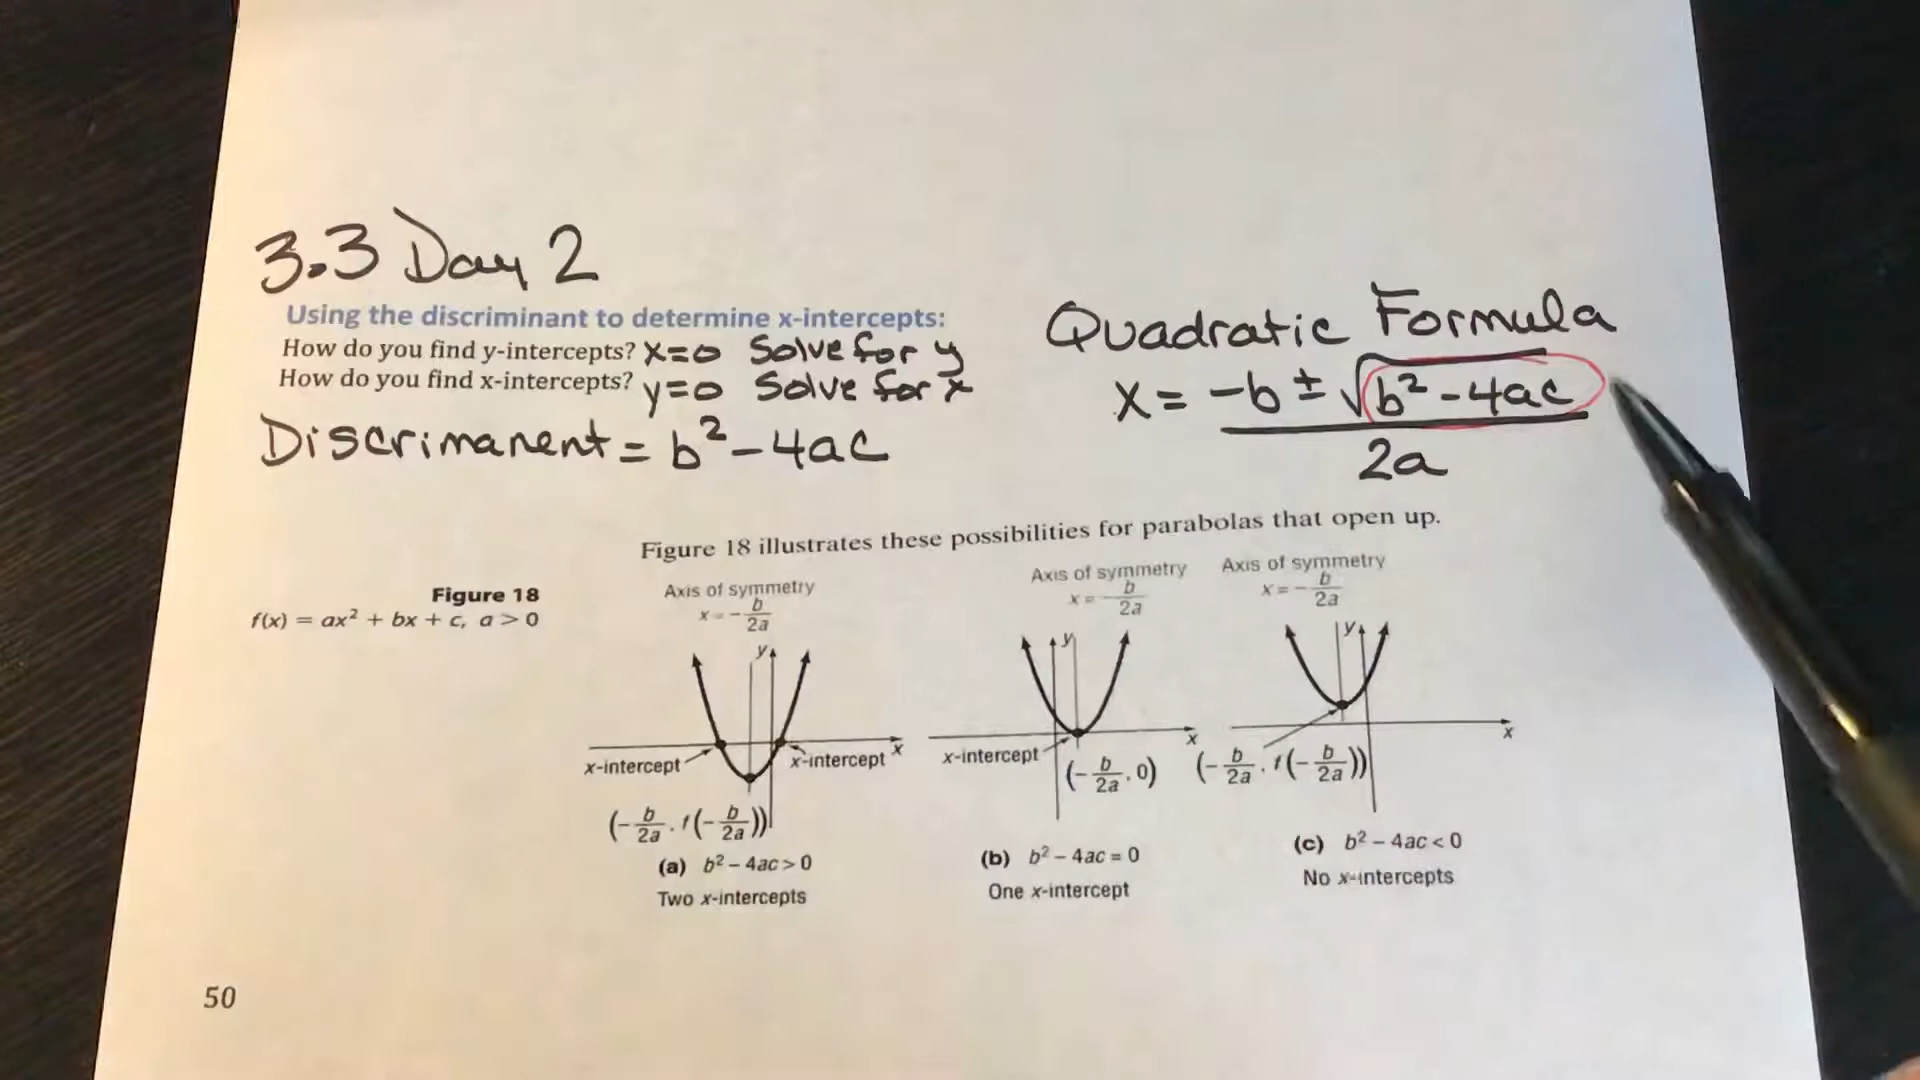 3.3 Day 2
Using the discriminant to determine x-intercepts:
How do you find y-intercepts? x=0 Solve for y
How do you find x-intercepts? y=0 Solve for x
Discrimanent = b² - 4ac
Quadratic Formula
x = -b ± √b² - 4ac
2a
Figure 18 illustrates these possibilities for parabolas that open up.
Figure 18
f(x) = ax² + bx + c, a > 0
Axis of symmetry
x = - b/2a
y
x
x-intercept
x-intercept
(- b/2a, f(- b/2a))
(a) b² – 4ac > 0
Two x-intercepts
Axis of symmetry
x = - b/2a
y
x
x-intercept
(- b/2a, 0)
(b) b² – 4ac = 0
One x-intercept
Axis of symmetry
x = - b/2a
y
x
(- b/2a, f(- b/2a))
(c) b² – 4ac < 0
No x-intercepts
50